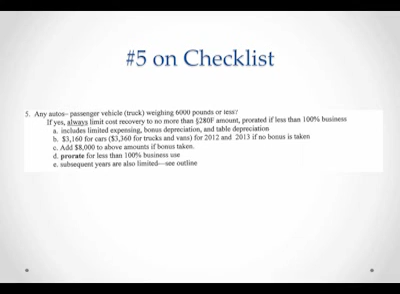 #5 on Checklist
5. Any autos– passenger vehicle (truck) weighing 6000 pounds or less?
If yes, always limit cost recovery to no more than §280F amount, prorated if less than 100% business
a. includes limited expensing, bonus depreciation, and table depreciation
b. $3,160 for cars ($3,360 for trucks and vans) for 2012 and 2013 if no bonus is taken
c. Add $8,000 to above amounts if bonus taken.
d. prorate for less than 100% business use
e. subsequent years are also limited—see outline